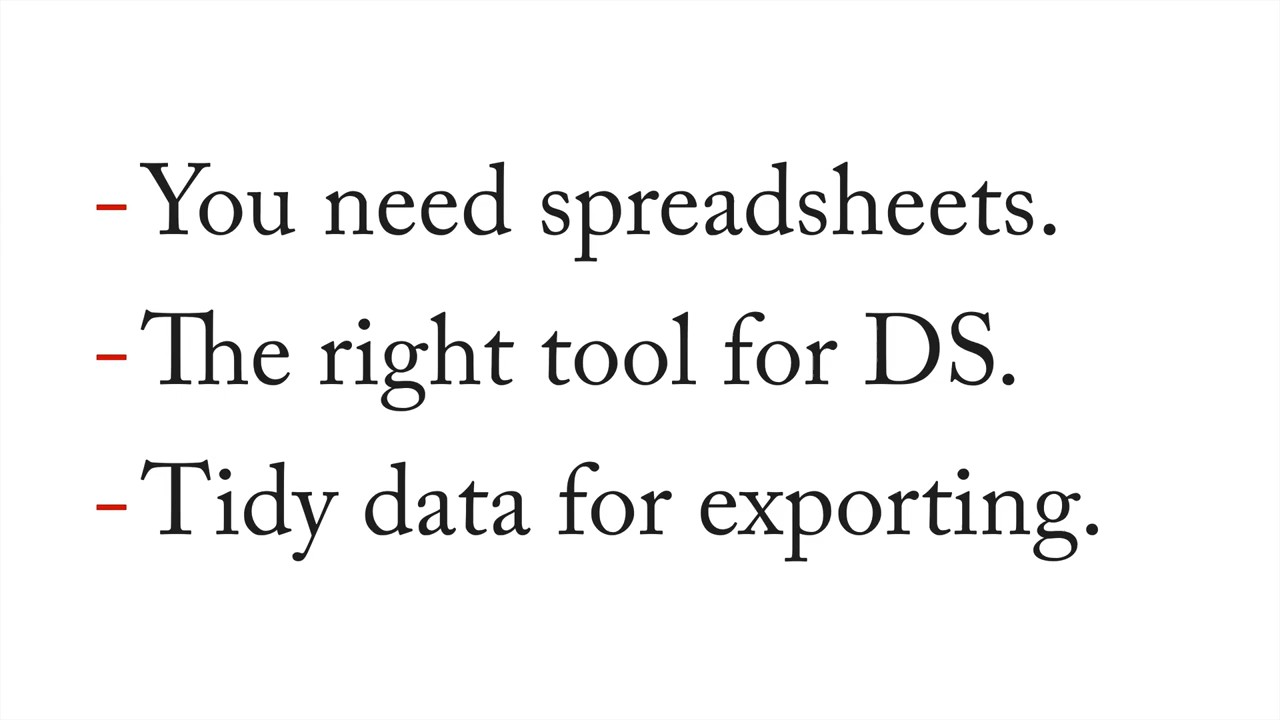 - You need spreadsheets.
- The right tool for DS.
- Tidy data for exporting.